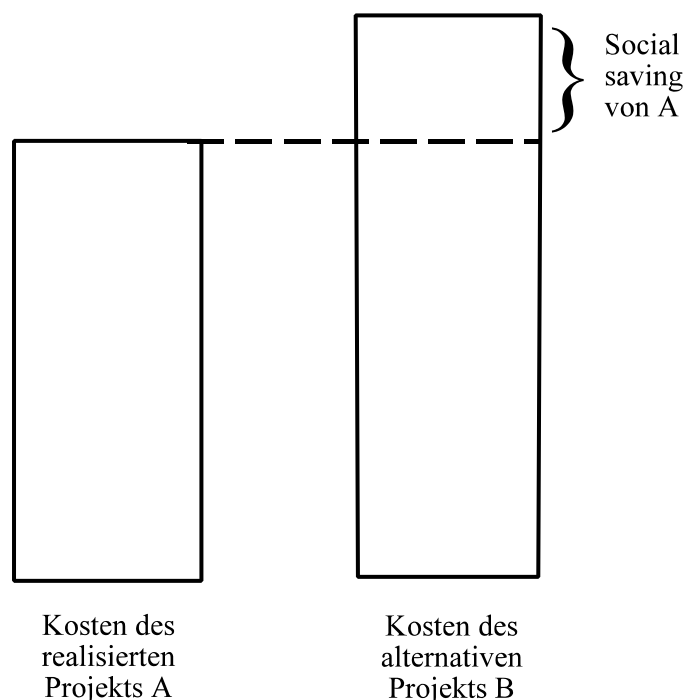 Social
saving
von A
Kosten des
realisierten
Projekts A
Kosten des
alternativen
Projekts B